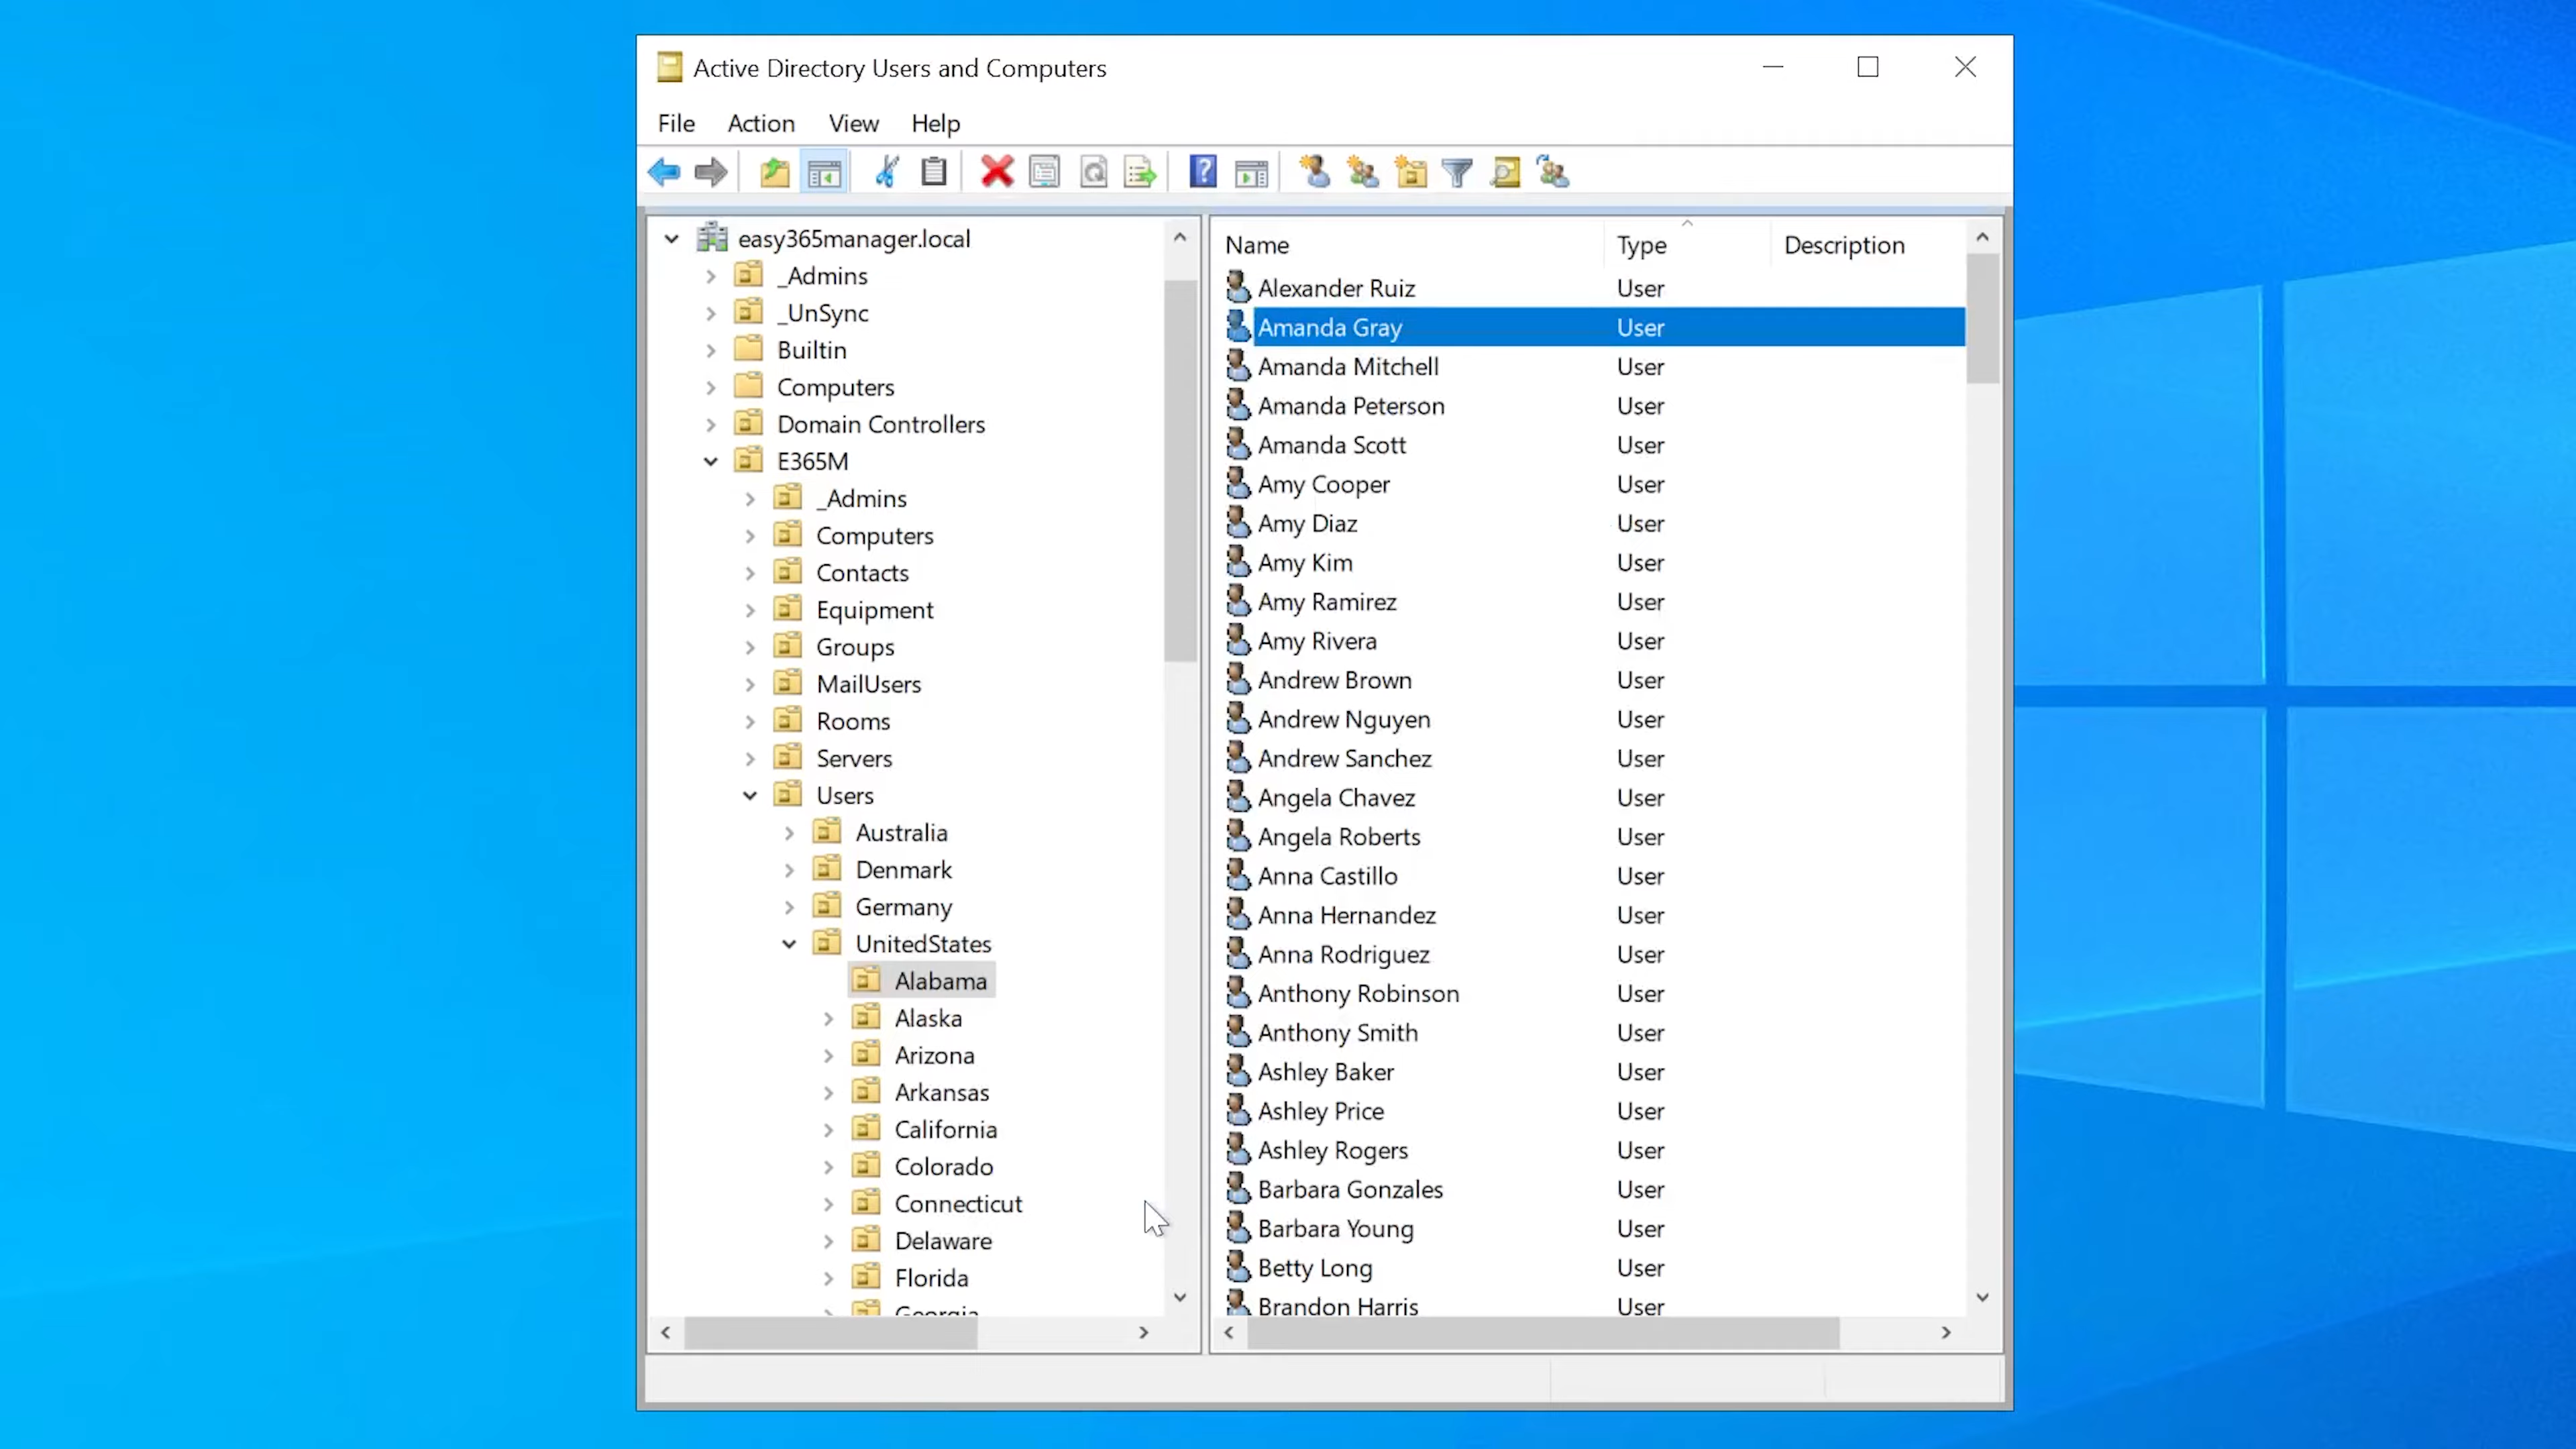 Active Directory Users and Computers
File Action View Help
easy365manager.local
_Admins
_UnSync
Builtin
Computers
Domain Controllers
E365M
_Admins
Computers
Contacts
Equipment
Groups
MailUsers
Rooms
Servers
Users
Australia
Denmark
Germany
UnitedStates
Alabama
Alaska
Arizona
Arkansas
California
Colorado
Connecticut
Delaware
Florida
Georgia
Name Type Description
Alexander Ruiz User
Amanda Gray User
Amanda Mitchell User
Amanda Peterson User
Amanda Scott User
Amy Cooper User
Amy Diaz User
Amy Kim User
Amy Ramirez User
Amy Rivera User
Andrew Brown User
Andrew Nguyen User
Andrew Sanchez User
Angela Chavez User
Angela Roberts User
Anna Castillo User
Anna Hernandez User
Anna Rodriguez User
Anthony Robinson User
Anthony Smith User
Ashley Baker User
Ashley Price User
Ashley Rogers User
Barbara Gonzales User
Barbara Young User
Betty Long User
Brandon Harris User